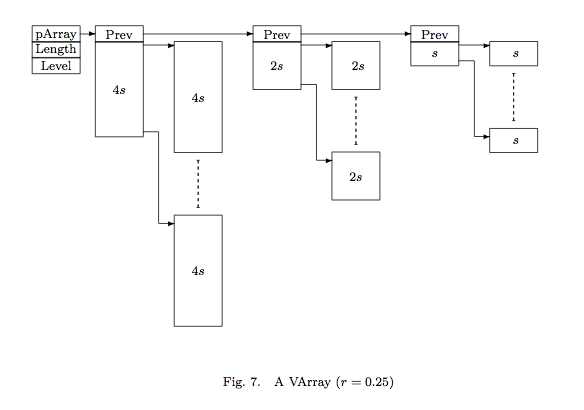 pArray
Length
Level
Prev
4s
4s
4s
Prev
2s
2s
2s
Prev
s
s
s
Fig. 7. A VArray (r = 0.25)